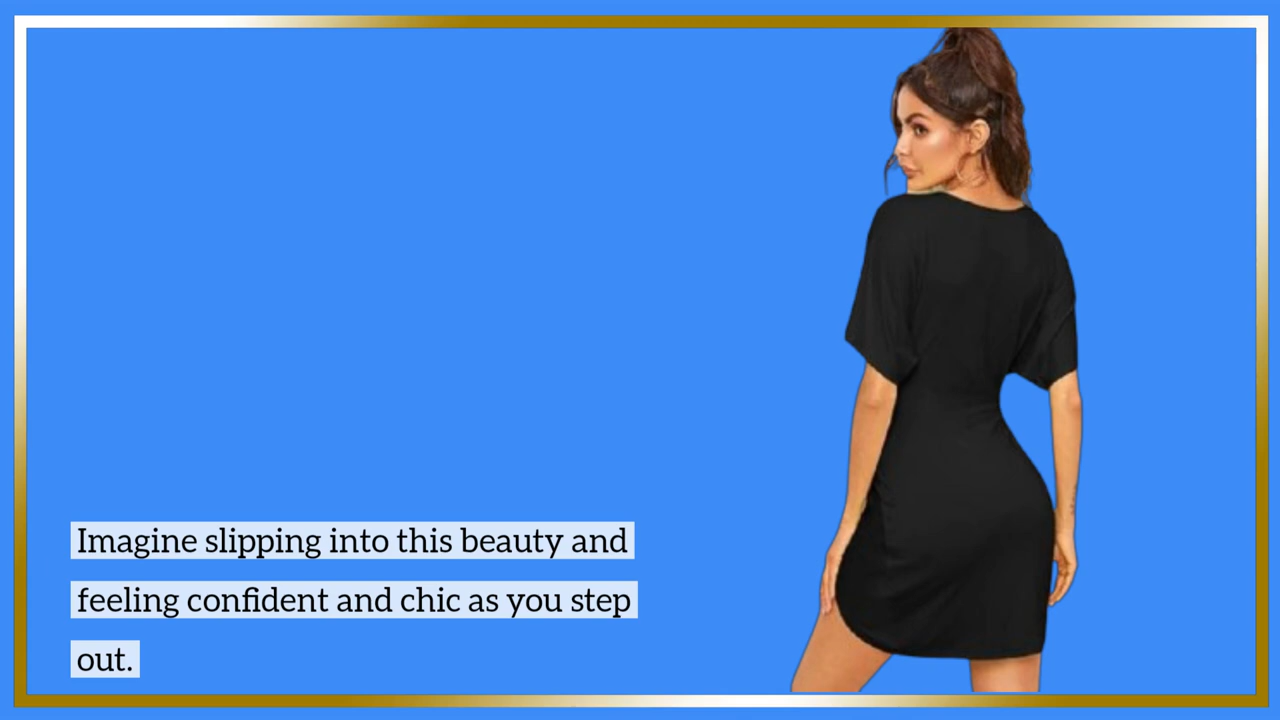 Imagine slipping into this beauty and
feeling confident and chic as you step
out.